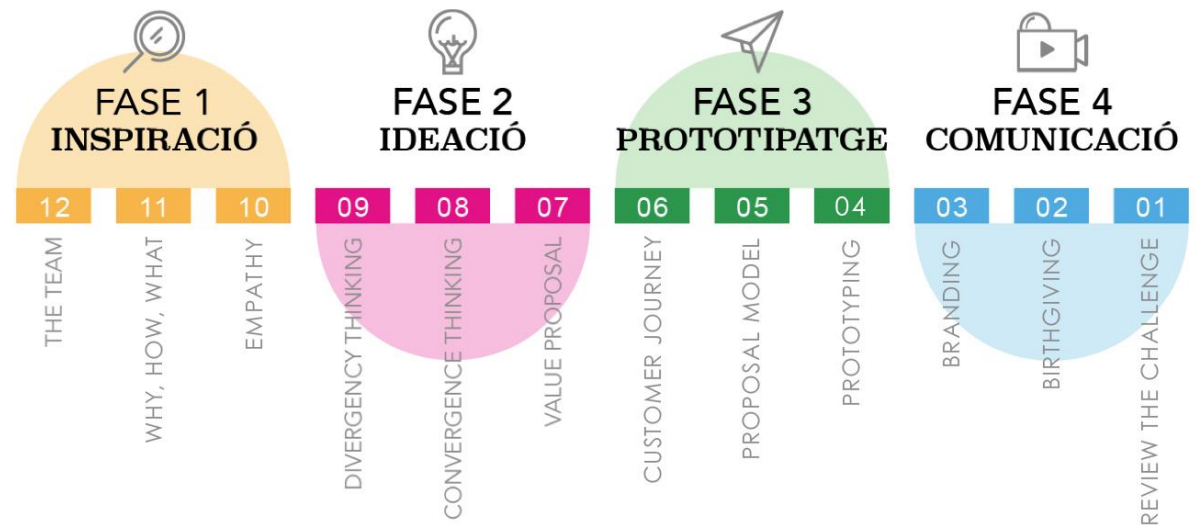 FASE 1
INSPIRACIÓ
12
11
10
THE TEAM
WHY, HOW, WHAT
EMPATHY
FASE 2
IDEACIÓ
09
08
07
DIVERGENCY THINKING
CONVERGENCE THINKING
VALUE PROPOSAL
FASE 3
PROTOTIPATGE
06
05
04
CUSTOMER JOURNEY
PROPOSAL MODEL
PROTOTYPING
FASE 4
COMUNICACIÓ
03
02
01
BRANDING
BIRTHGIVING
REVIEW THE CHALLENGE